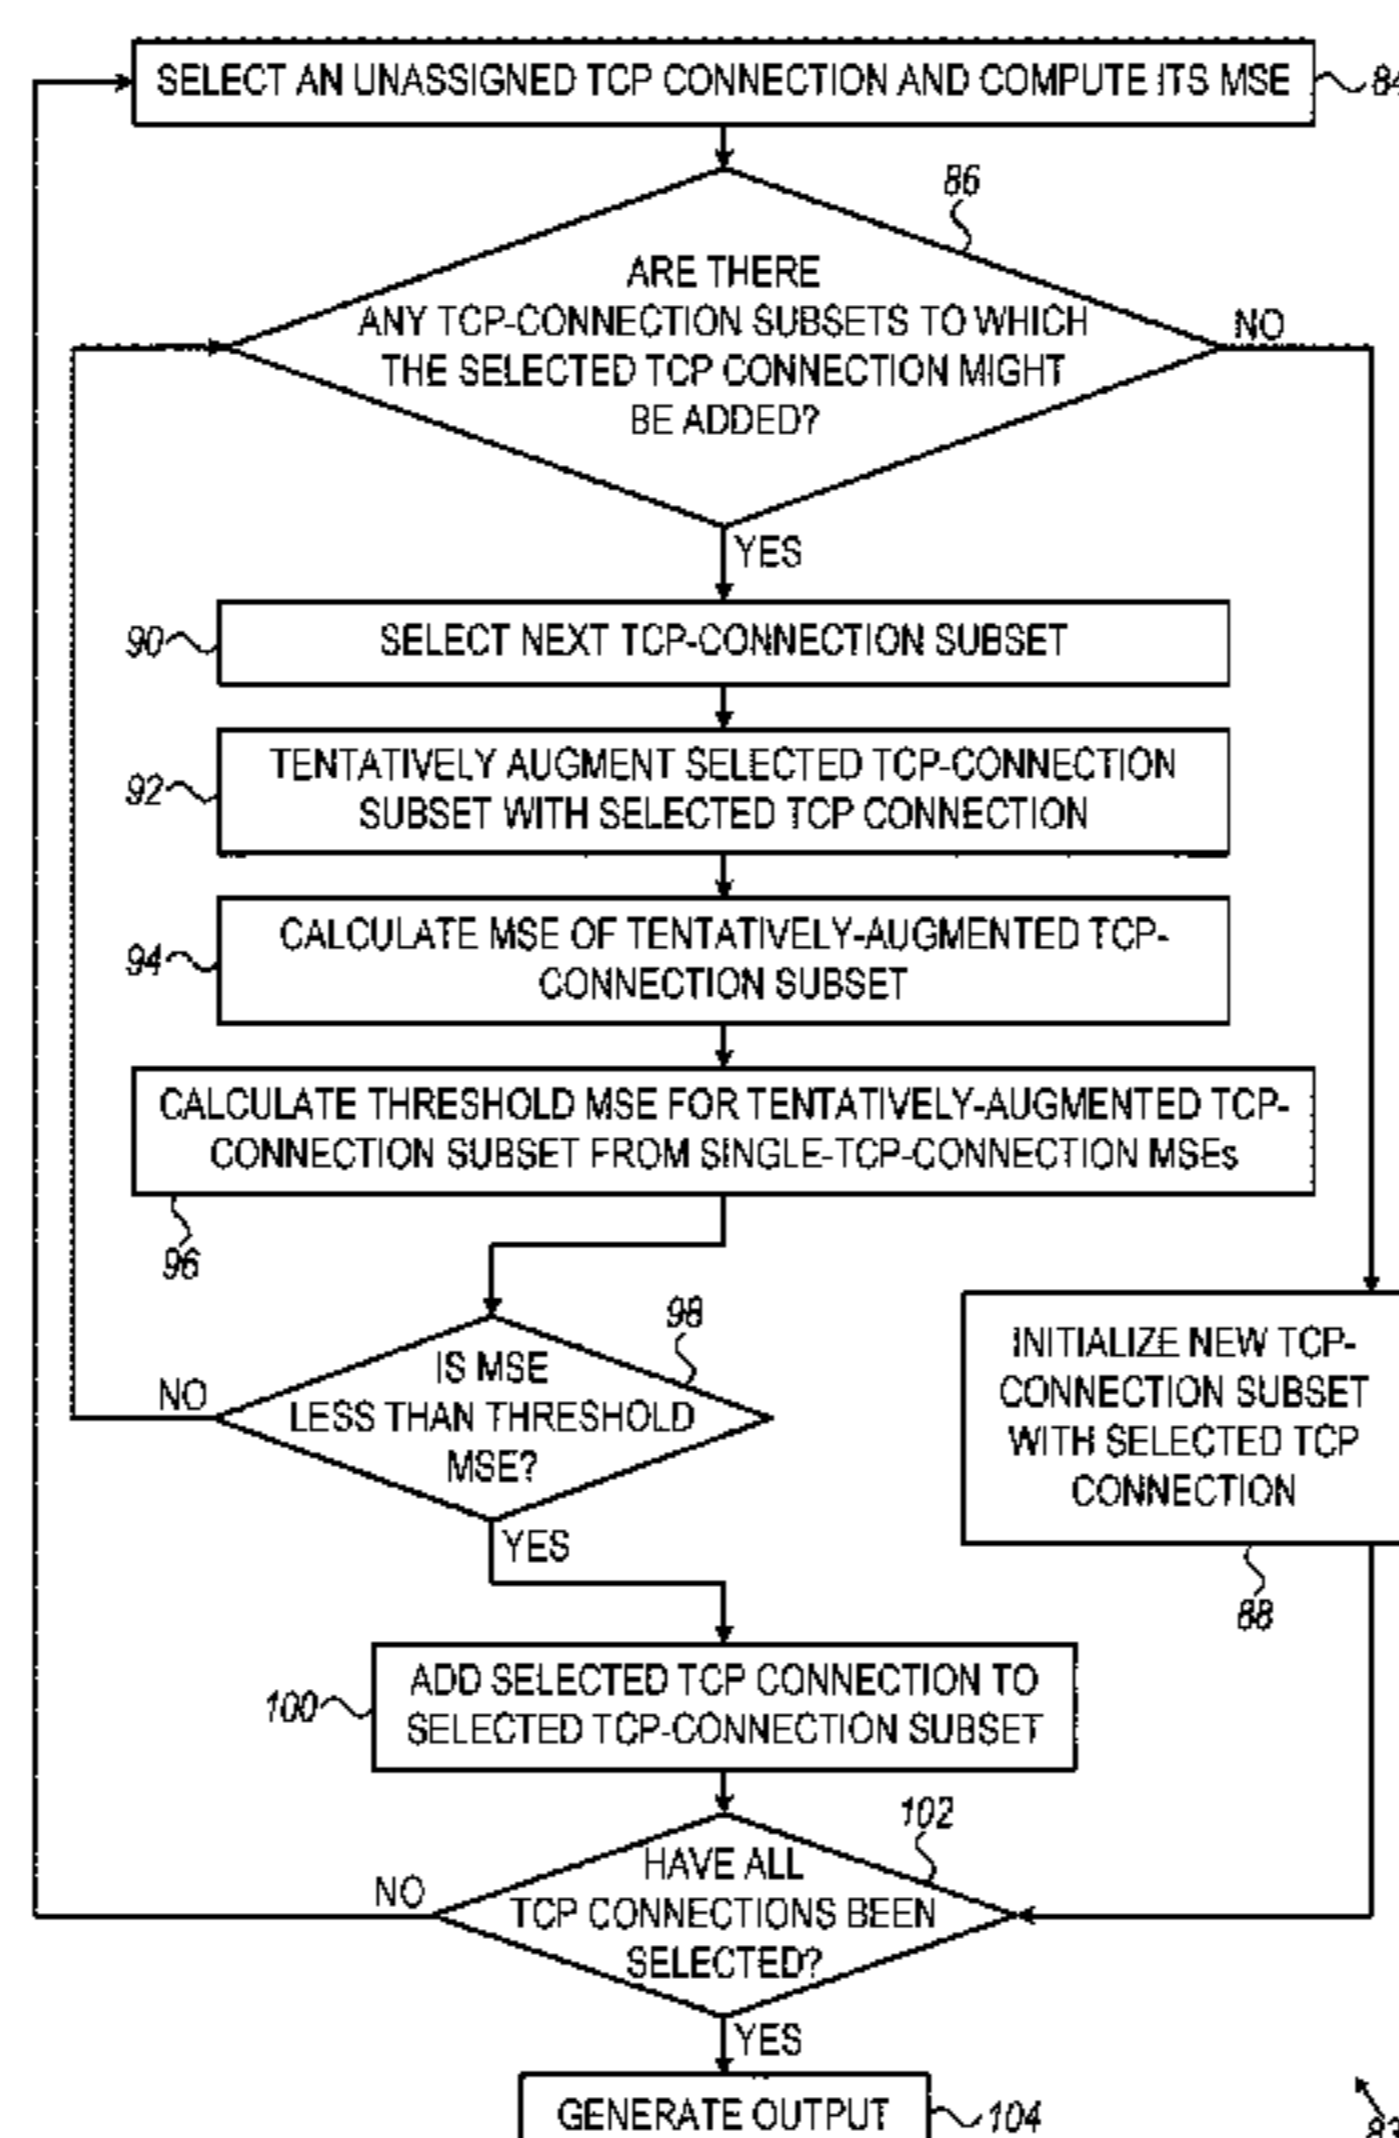 SELECT AN UNASSIGNED TCP CONNECTION AND COMPUTE ITS MSE
84
86
ARE THERE
ANY TCP-CONNECTION SUBSETS TO WHICH
THE SELECTED TCP CONNECTION MIGHT
BE ADDED?
NO
YES
90
SELECT NEXT TCP-CONNECTION SUBSET
92
TENTATIVELY AUGMENT SELECTED TCP-CONNECTION
SUBSET WITH SELECTED TCP CONNECTION
94
CALCULATE MSE OF TENTATIVELY-AUGMENTED TCP-
CONNECTION SUBSET
CALCULATE THRESHOLD MSE FOR TENTATIVELY-AUGMENTED TCP-
CONNECTION SUBSET FROM SINGLE-TCP-CONNECTION MSEs
96
98
IS MSE
LESS THAN THRESHOLD
MSE?
NO
YES
INITIALIZE NEW TCP-
CONNECTION SUBSET
WITH SELECTED TCP
CONNECTION
88
100
ADD SELECTED TCP CONNECTION TO
SELECTED TCP-CONNECTION SUBSET
102
HAVE ALL
TCP CONNECTIONS BEEN
SELECTED?
NO
YES
GENERATE OUTPUT
104
83